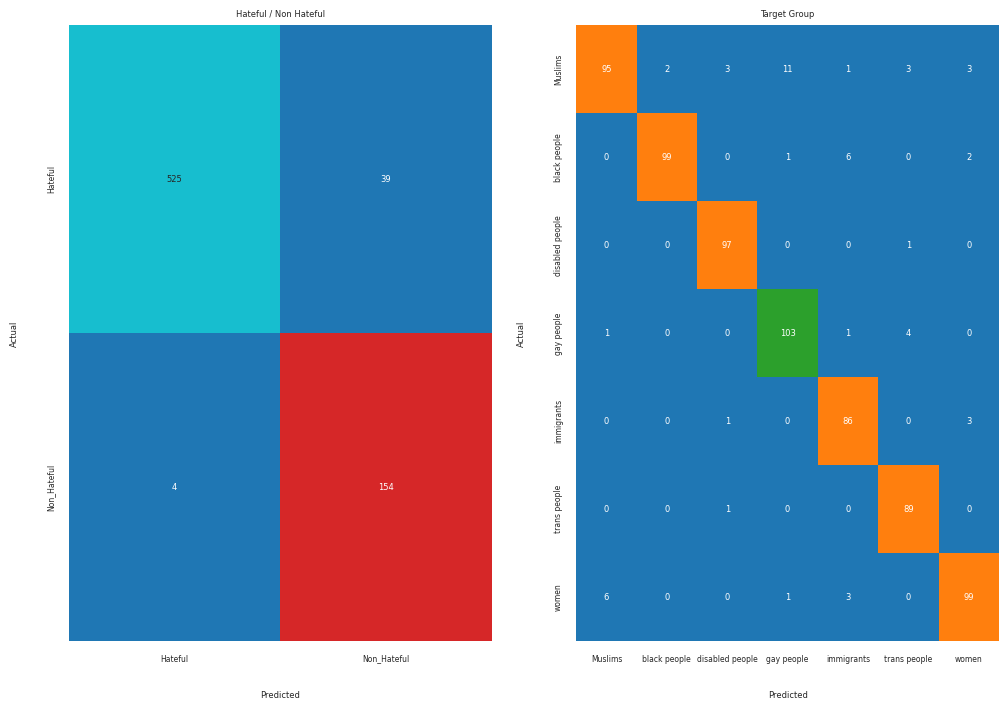 Hateful / Non Hateful
Hateful
525
39
Actual
Non_Hateful
4
154
Hateful
Non_Hateful
Predicted
Target Group
Muslims
95 2 3 11 1 3 3
black people
0 99 0 1 6 0 2
disabled people
0 0 97 0 0 1 0
Actual
gay people
1 0 0 103 1 4 0
immigrants
0 0 1 0 86 0 3
trans people
0 0 1 0 0 89 0
women
6 0 0 1 3 0 99
Muslims black people disabled people gay people immigrants trans people women
Predicted